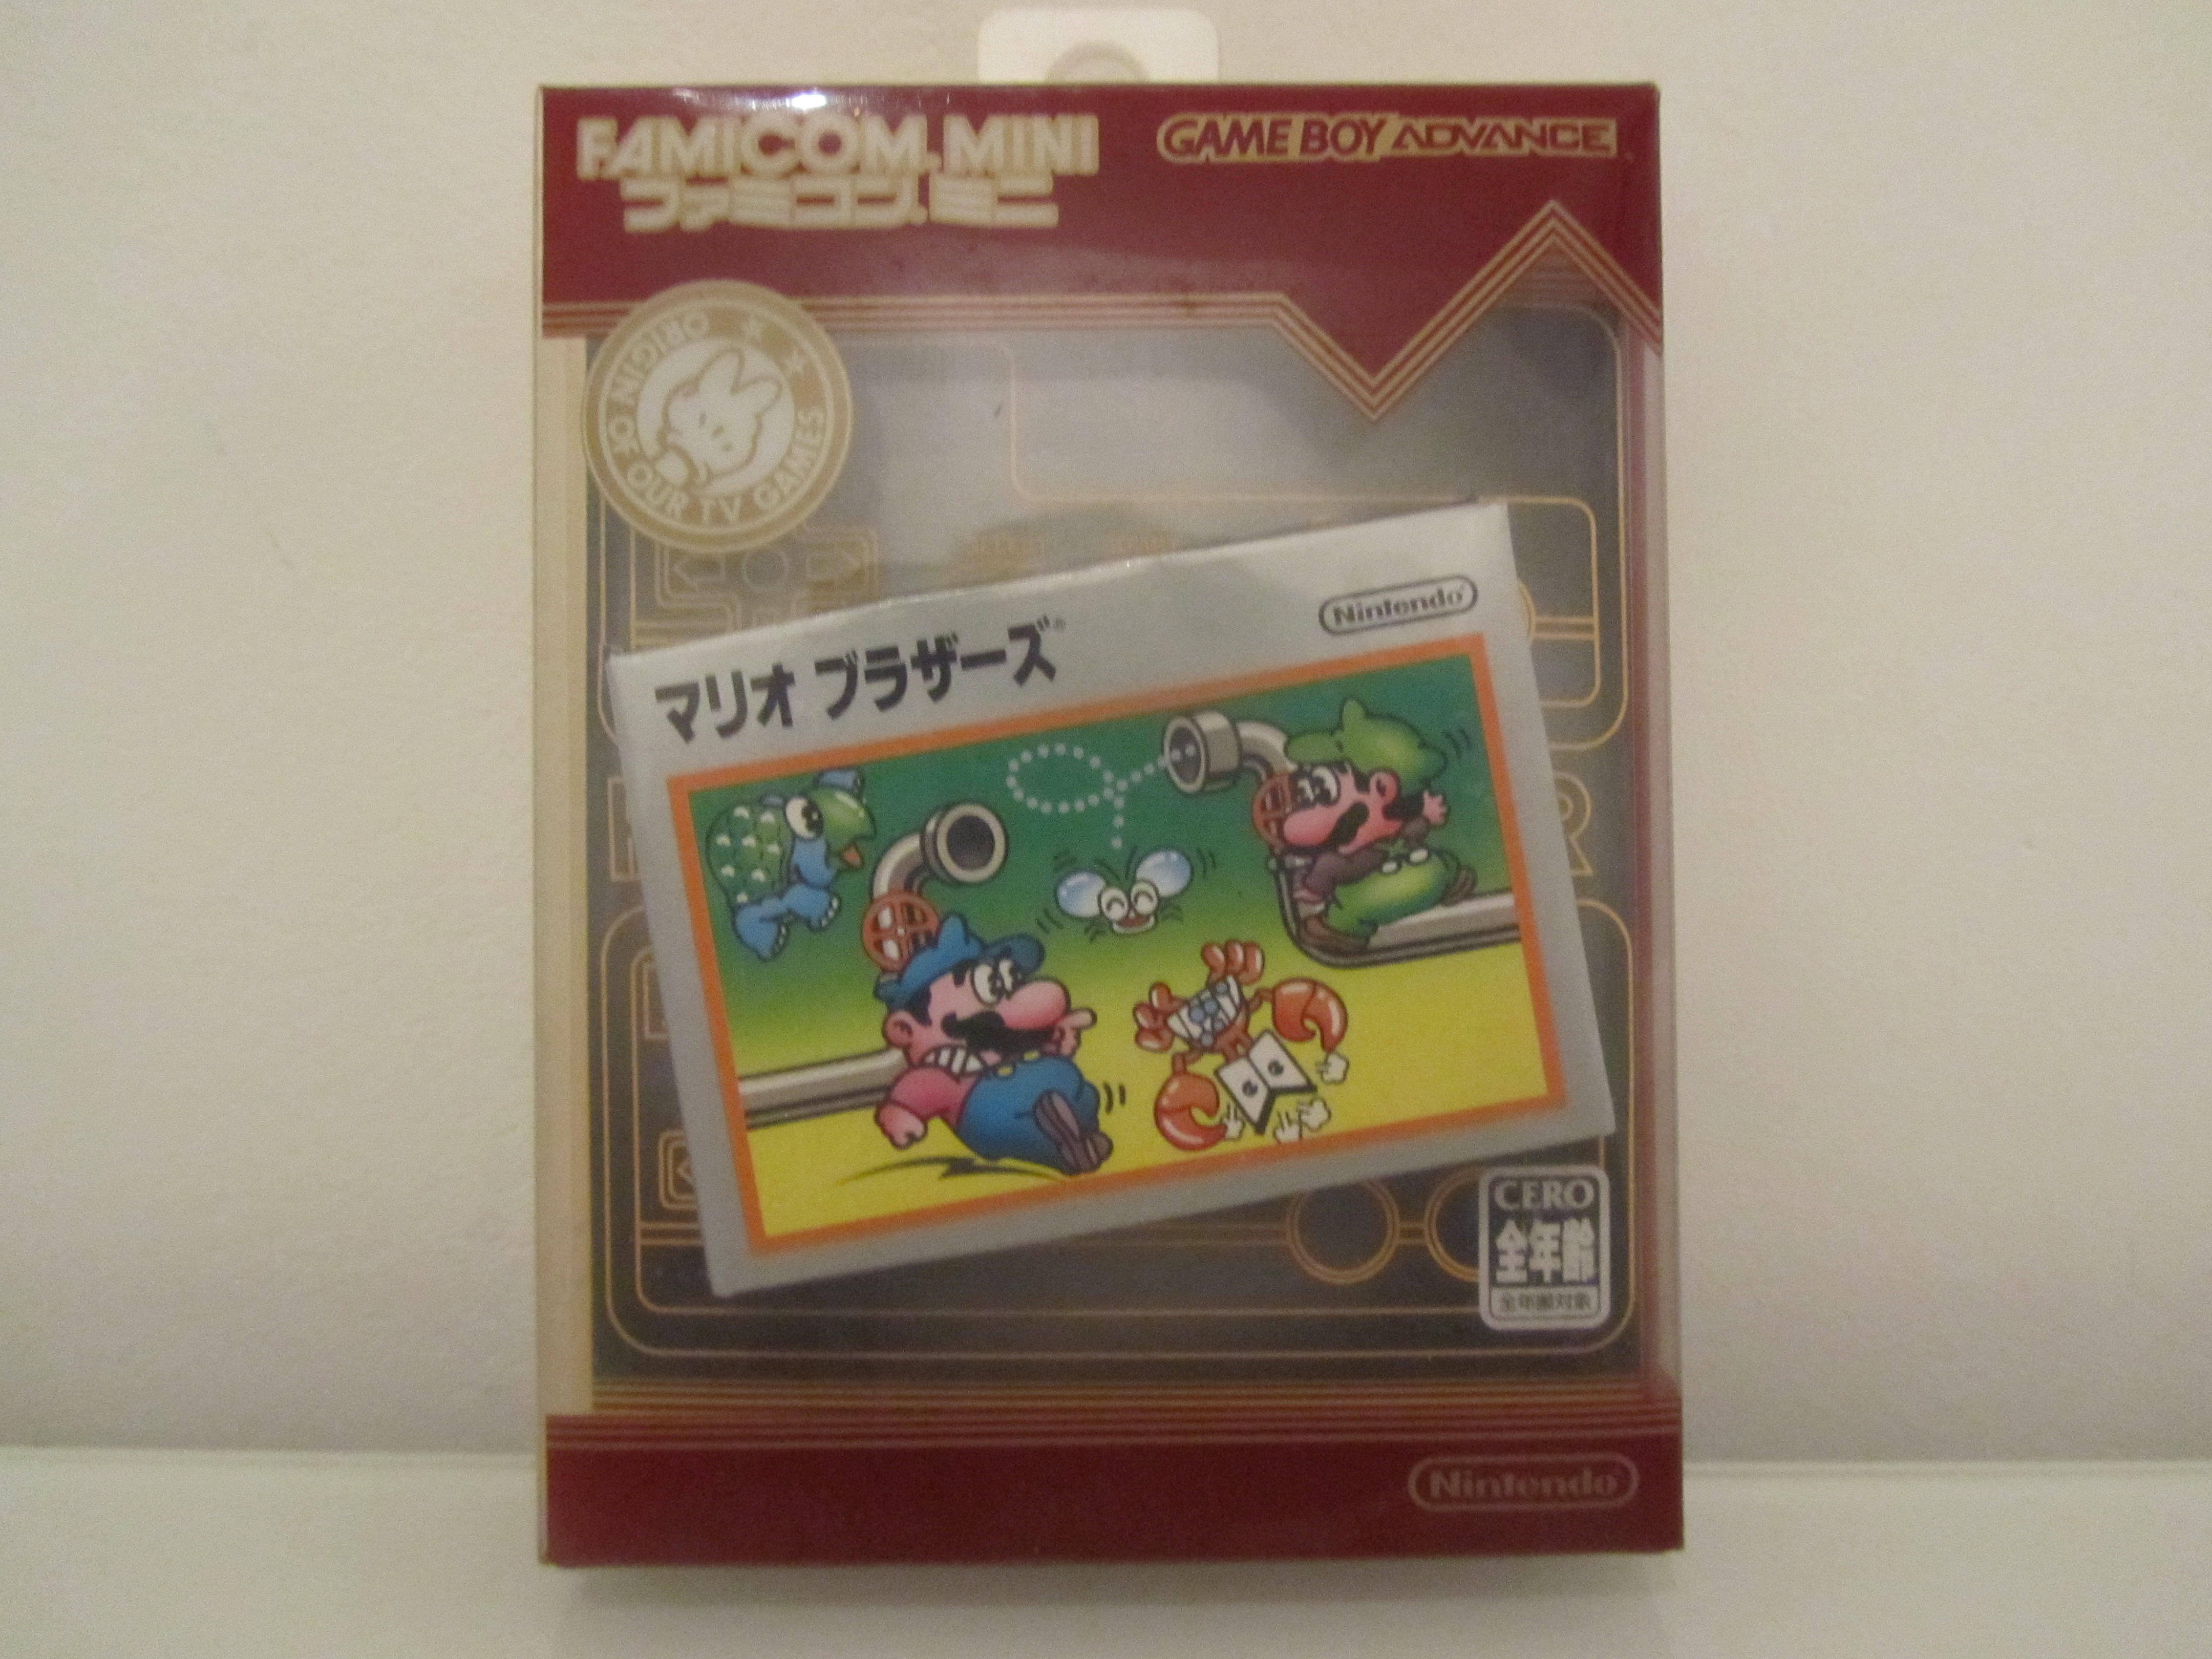 FAMICOM MINI
ファミコン ミニ
GAME BOY ADVANCE
ORIGIN OF OUR TV GAMES
Nintendo®
マリオ ブラザーズ®
CERO
全年齢
全年齢対象
Nintendo®